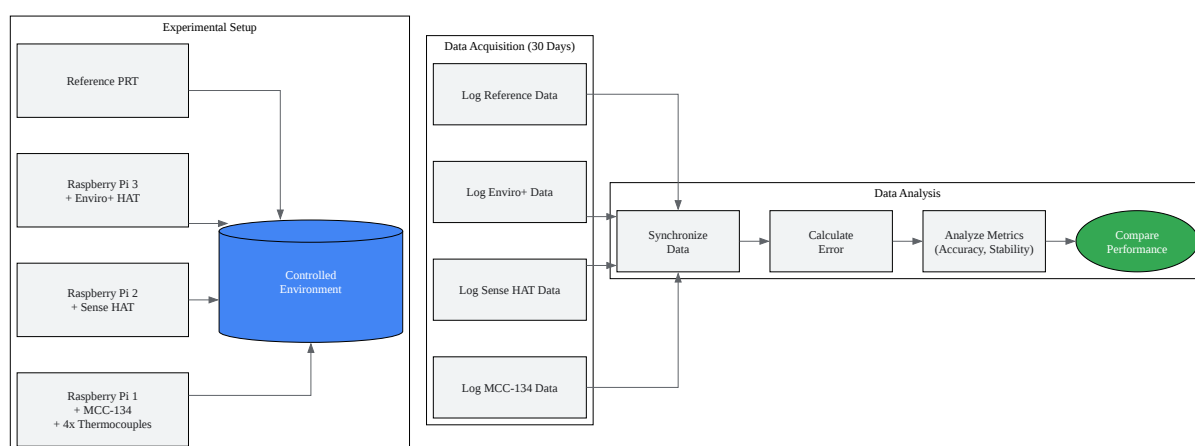 Experimental Setup
Reference PRT
Raspberry Pi 3
+ Enviro+ HAT
Raspberry Pi 2
+ Sense HAT
Raspberry Pi 1
+ MCC-134
+ 4x Thermocouples
Controlled
Environment
Data Acquisition (30 Days)
Log Reference Data
Log Enviro+ Data
Log Sense HAT Data
Log MCC-134 Data
Data Analysis
Synchronize
Data
Calculate
Error
Analyze Metrics
(Accuracy, Stability)
Compare
Performance